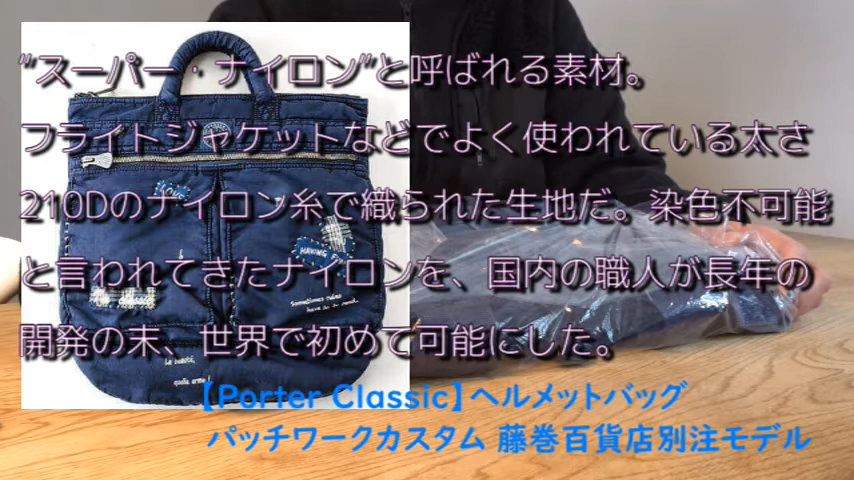 “スーパー・ナイロン”と呼ばれる素材。
フライトジャケットなどでよく使われている太さ
210Dのナイロン糸で織られた生地だ。染色不可能
と言われてきたナイロンを、国内の職人が長年の
開発の末、世界で初めて可能にした。
【Porter Classic】ヘルメットバッグ
パッチワークカスタム 藤巻百貨店別注モデル
LOVE
HAVING F
Sometimes rules
La beauté,